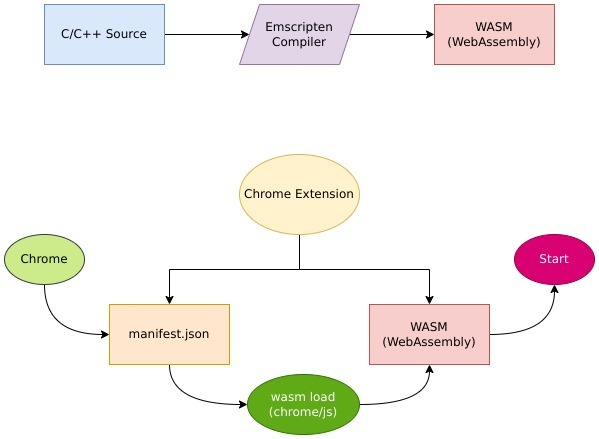 C/C++ Source
Emscripten
Compiler
WASM
(WebAssembly)
Chrome Extension
Chrome
Start
manifest.json
WASM
(WebAssembly)
wasm load
(chrome/js)